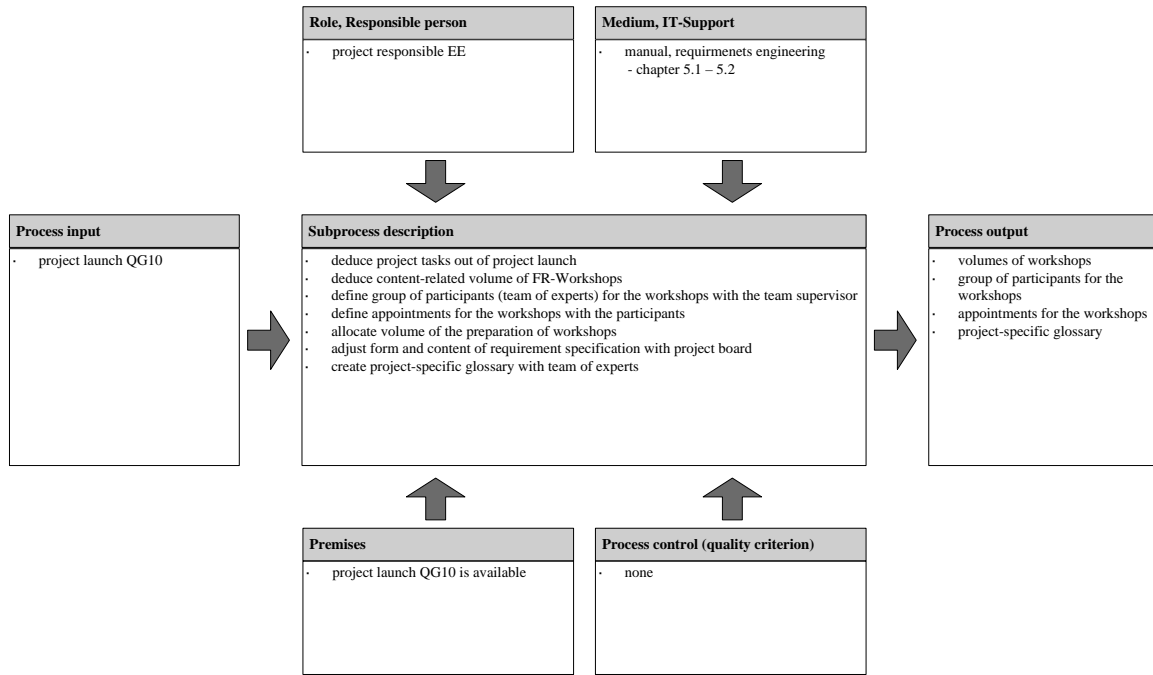 Role, Responsible person
· project responsible EE
Medium, IT-Support
· manual, requirmenets engineering
- chapter 5.1 – 5.2
Process input
· project launch QG10
Subprocess description
· deduce project tasks out of project launch
· deduce content-related volume of FR-Workshops
· define group of participants (team of experts) for the workshops with the team supervisor
· define appointments for the workshops with the participants
· allocate volume of the preparation of workshops
· adjust form and content of requirement specification with project board
· create project-specific glossary with team of experts
Process output
· volumes of workshops
· group of participants for the
workshops
· appointments for the workshops
· project-specific glossary
Premises
· project launch QG10 is available
Process control (quality criterion)
· none